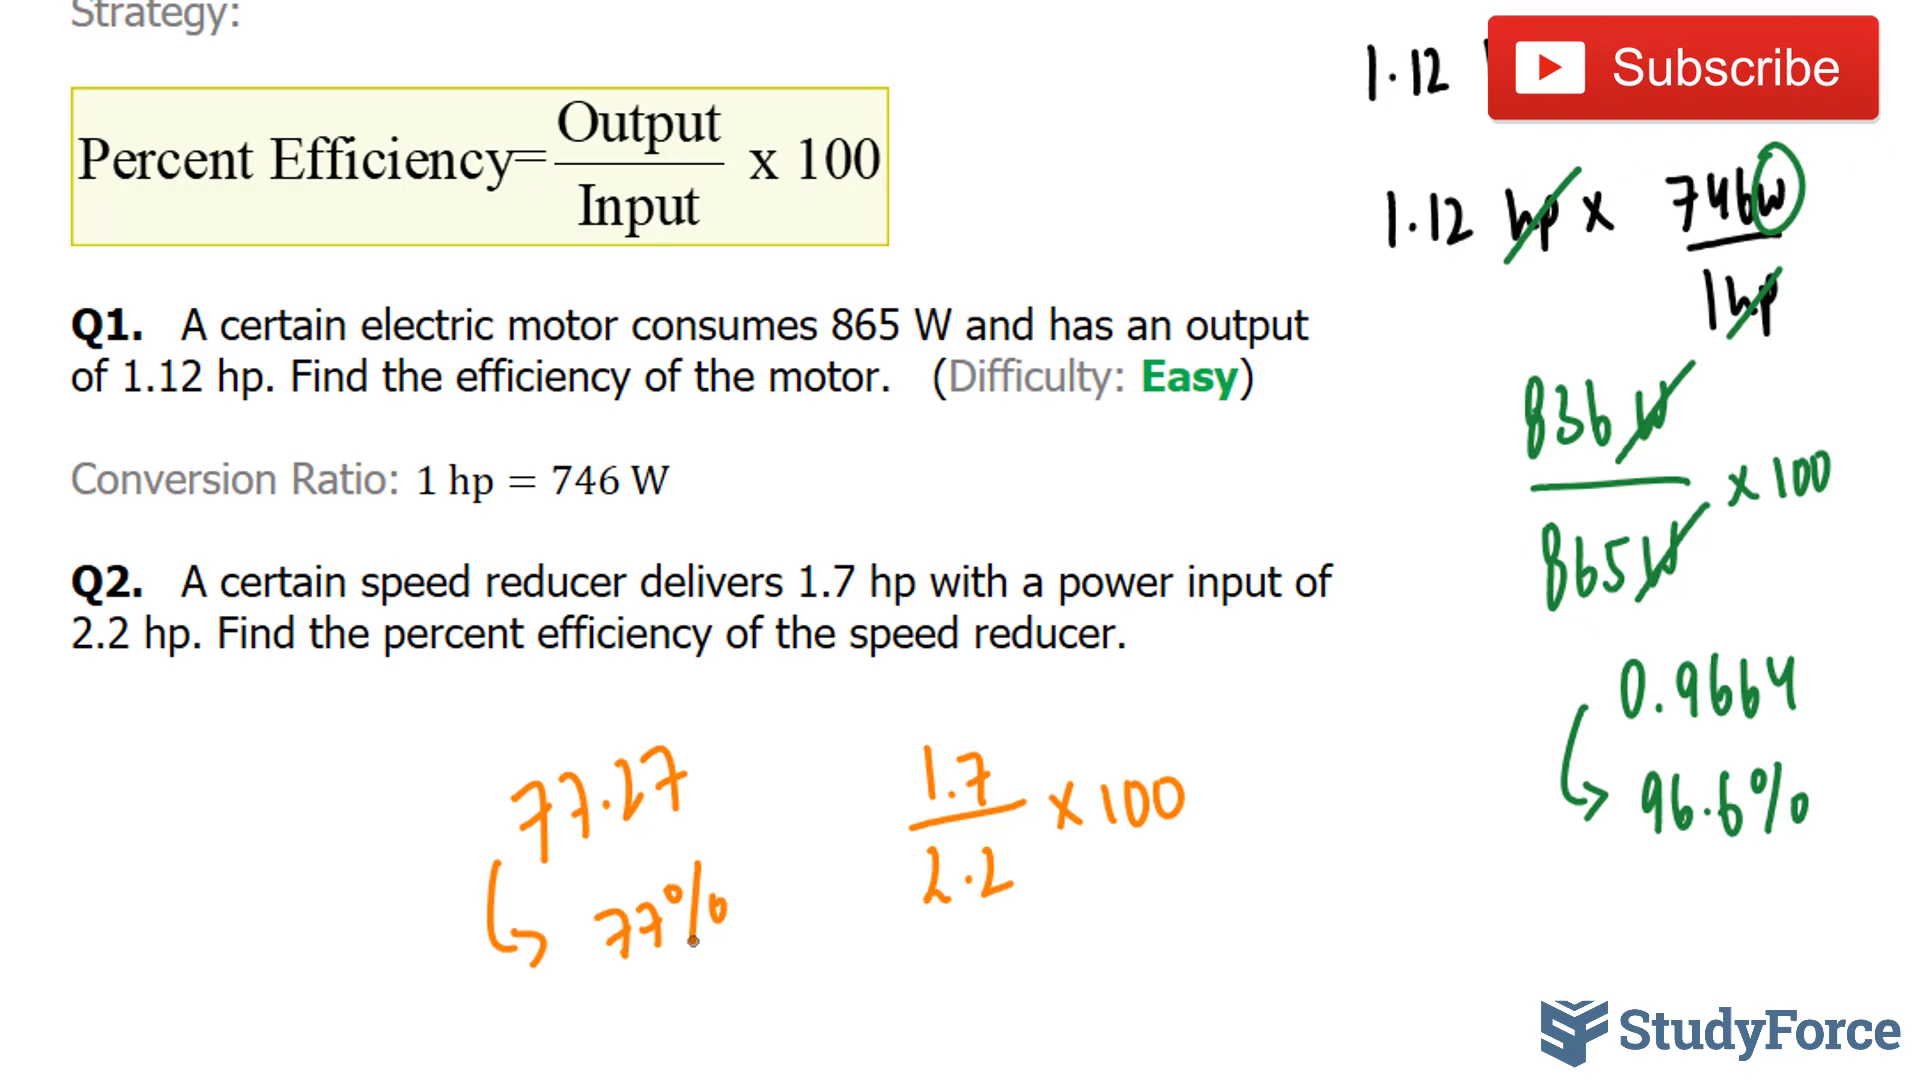 Strategy:
Percent Efficiency= Output / Input x 100
Q1. A certain electric motor consumes 865 W and has an output
of 1.12 hp. Find the efficiency of the motor. (Difficulty: Easy)
Conversion Ratio: 1 hp = 746 W
Q2. A certain speed reducer delivers 1.7 hp with a power input of
2.2 hp. Find the percent efficiency of the speed reducer.
77.27
77%
1.7
x 100
2.2
1.12
Subscribe
1.12 hp x 746 W
1 hp
836 W
x 100
865 W
0.9664
96.6%
StudyForce